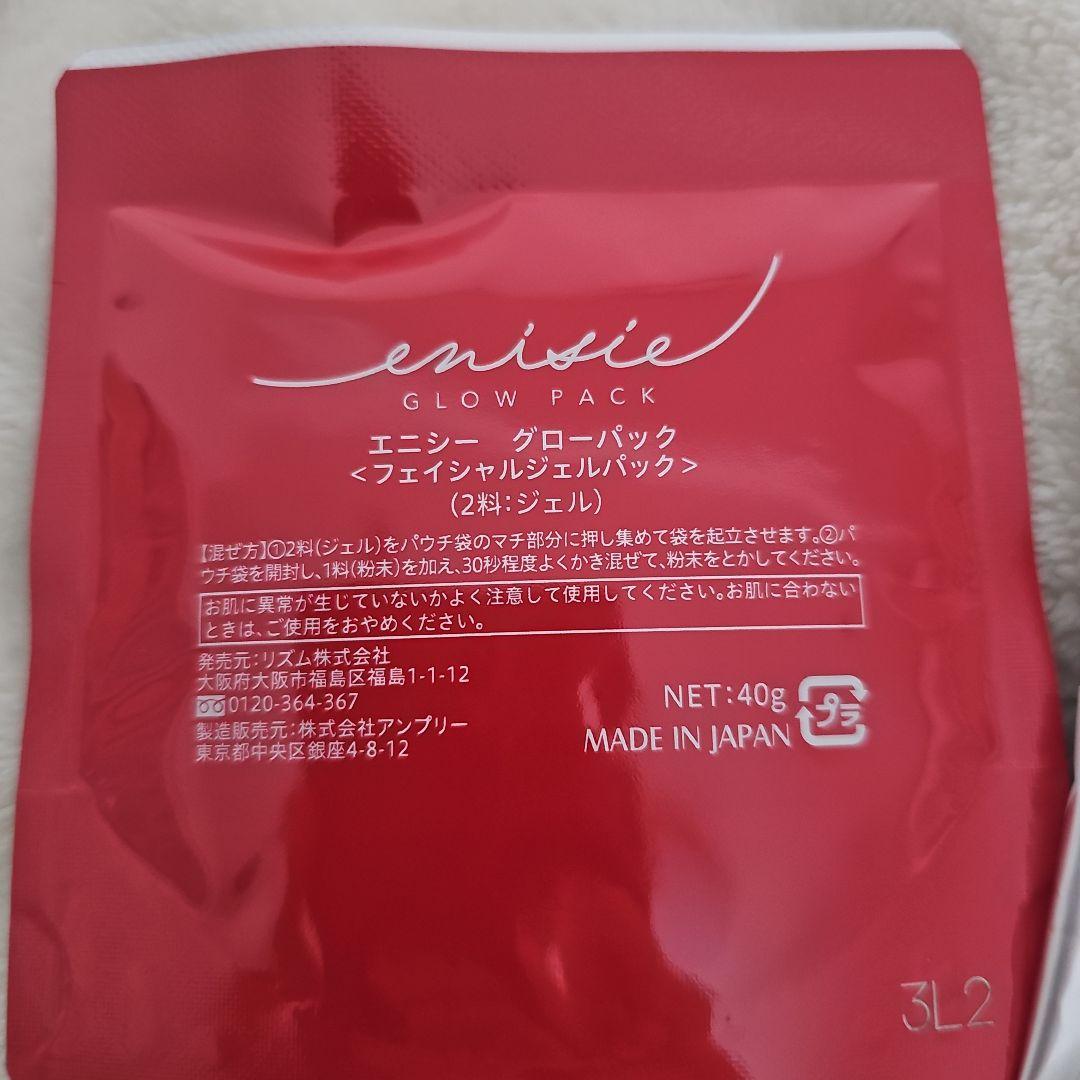 enisie
GLOW PACK
エニシー　グローパック
<フェイシャルジェルパック>
(2料:ジェル)
【混ぜ方】①2料(ジェル)をパウチ袋のマチ部分に押し集めて袋を起立させます。②パ
ウチ袋を開封し、1料(粉末)を加え、30秒程度よくかき混ぜて、粉末をとかしてください。
お肌に異常が生じていないかよく注意して使用してください。お肌に合わない
ときは、ご使用をおやめください。
発売元:リズム株式会社
大阪府大阪市福島区福島1-1-12
0120-364-367
製造販売元:株式会社アンプリー
東京都中央区銀座4-8-12
NET:40g
プラ
MADE IN JAPAN
3L2